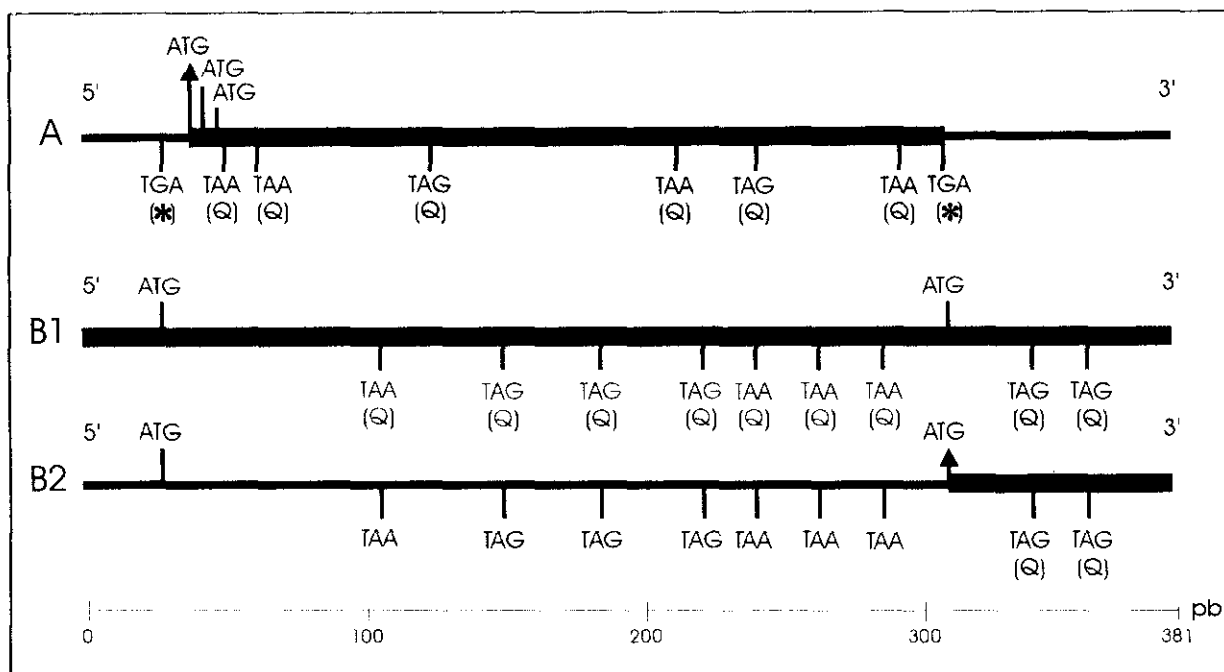 ATG
ATG
5' ATG 3'
A
TGA TAA TAA TAG TAA TAG TAA TGA
(*) (Q) (Q) (Q) (Q) (Q) (Q) (*)
5' ATG ATG 3'
B1
TAA TAG TAG TAG TAA TAA TAA TAG TAG
(Q) (Q) (Q) (Q) (Q) (Q) (Q) (Q) (Q)
5' ATG ATG 3'
B2
TAA TAG TAG TAG TAA TAA TAA TAG TAG
(Q) (Q)
pb
0 100 200 300 381